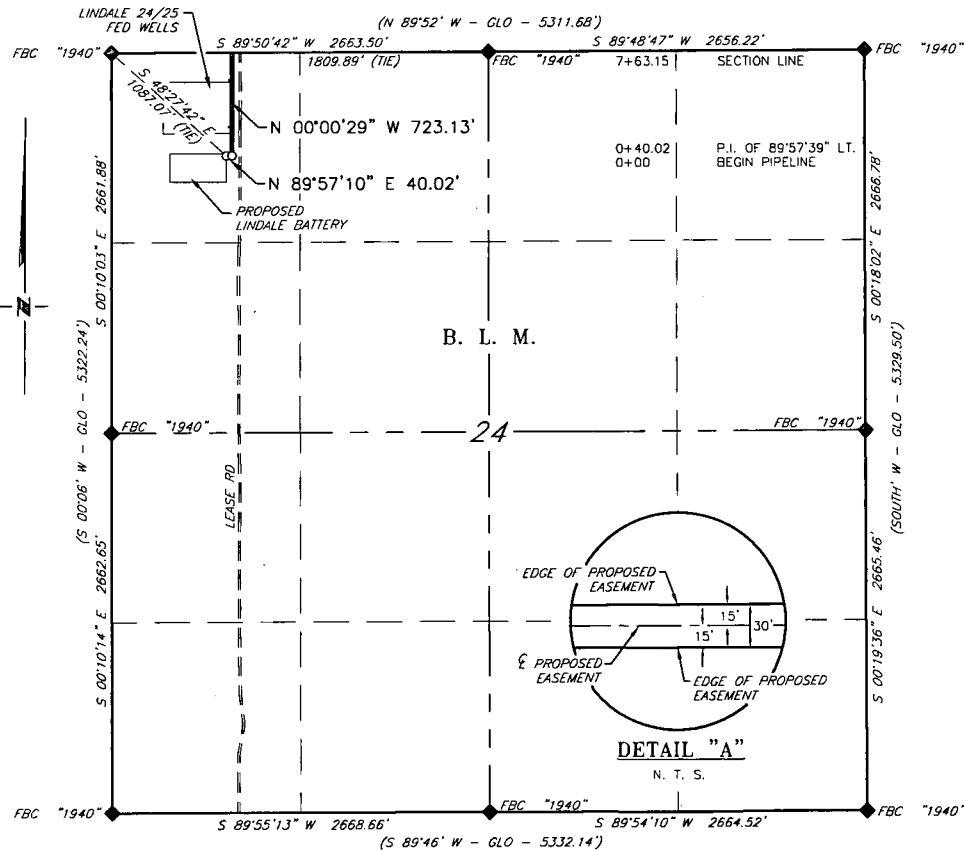 LINDALE 24/25
FED WELLS
(N 89°52' W - GLO - 5311.68')
S 89°50'42" W 2663.50'
S 89°48'47" W 2656.22'
FBC "1940"
1809.89' (TIE)
FBC "1940"
7+63.15 SECTION LINE
FBC "1940"
S 48°27'42" E
1087.07' (TIE)
N 00°00'29" W 723.13'
0+40.02 P.I. OF 89°57'39" LT.
0+00 BEGIN PIPELINE
N 89°57'10" E 40.02'
PROPOSED
LINDALE BATTERY
S 00°10'03" E 2661.88'
S 00°18'02" E 2666.78'
N
B. L. M.
(S 00°06' W - GLO - 5322.24')
(SOUTH' W - GLO - 5329.50')
FBC "1940"
24
FBC "1940"
LEASE RD
S 00°10'14" E 2662.65'
S 00°19'36" E 2665.46'
EDGE OF PROPOSED
EASEMENT
15'
15'
30'
℄ PROPOSED
EASEMENT
EDGE OF PROPOSED
EASEMENT
DETAIL "A"
N. T. S.
FBC "1940"
FBC "1940"
FBC "1940"
S 89°55'13" W 2668.66'
S 89°54'10" W 2664.52'
(S 89°46' W - GLO - 5332.14')